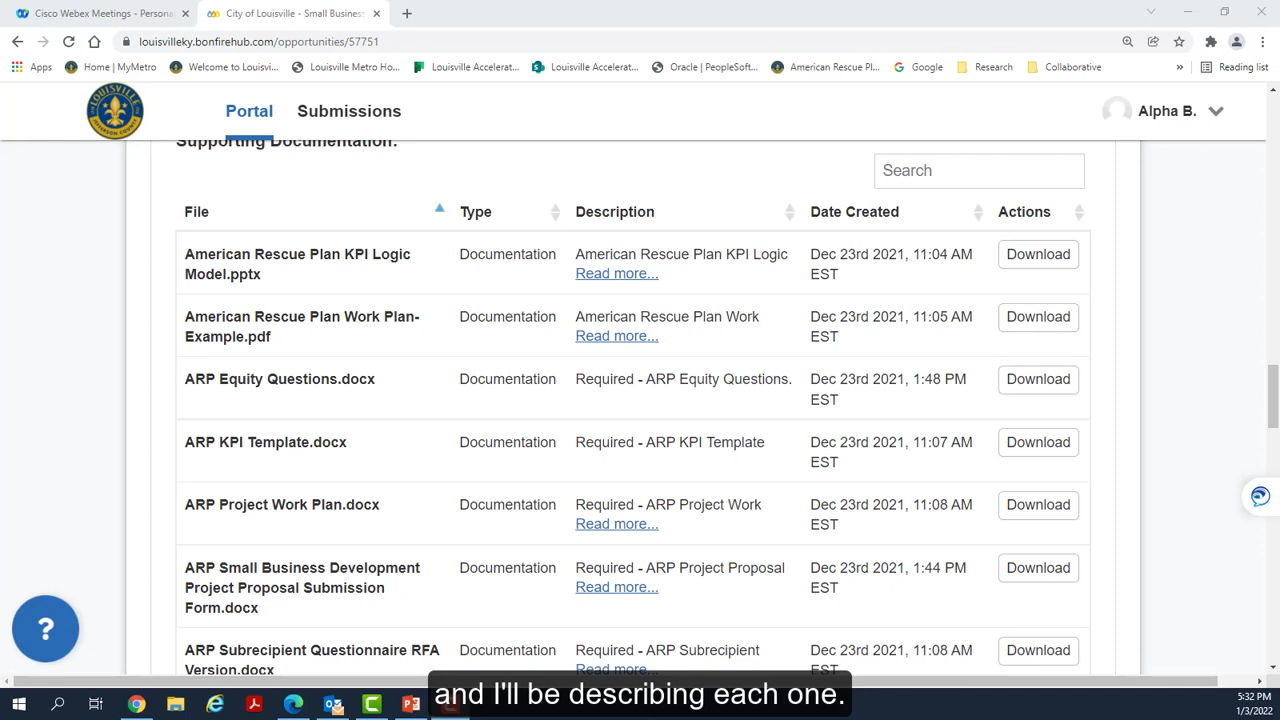 Cisco Webex Meetings - Persona
City of Louisville - Small Business
louisvilleky.bonfirehub.com/opportunities/57751
Apps
Home | MyMetro
Welcome to Louisvi...
Louisville Metro Ho...
Louisville Accelerat...
Louisville Accelerat...
Oracle | PeopleSoft...
American Rescue Pl...
Google
Research
Collaborative
»
Reading list
LOUISVILLE
JEFFERSON COUNTY
Portal
Submissions
Alpha B.
Supporting Documentation:
Search
File
Type
Description
Date Created
Actions
American Rescue Plan KPI Logic
Model.pptx
Documentation
American Rescue Plan KPI Logic
Read more...
Dec 23rd 2021, 11:04 AM
EST
Download
American Rescue Plan Work Plan-
Example.pdf
Documentation
American Rescue Plan Work
Read more...
Dec 23rd 2021, 11:05 AM
EST
Download
ARP Equity Questions.docx
Documentation
Required - ARP Equity Questions.
Dec 23rd 2021, 1:48 PM
EST
Download
ARP KPI Template.docx
Documentation
Required - ARP KPI Template
Dec 23rd 2021, 11:07 AM
EST
Download
ARP Project Work Plan.docx
Documentation
Required - ARP Project Work
Read more...
Dec 23rd 2021, 11:08 AM
EST
Download
ARP Small Business Development
Project Proposal Submission
Form.docx
Documentation
Required - ARP Project Proposal
Read more...
Dec 23rd 2021, 1:44 PM
EST
Download
ARP Subrecipient Questionnaire RFA
Version.docx
Documentation
Required - ARP Subrecipient
Read more...
Dec 23rd 2021, 11:08 AM
EST
Download
?
and I'll be describing each one.
5:32 PM
1/3/2022